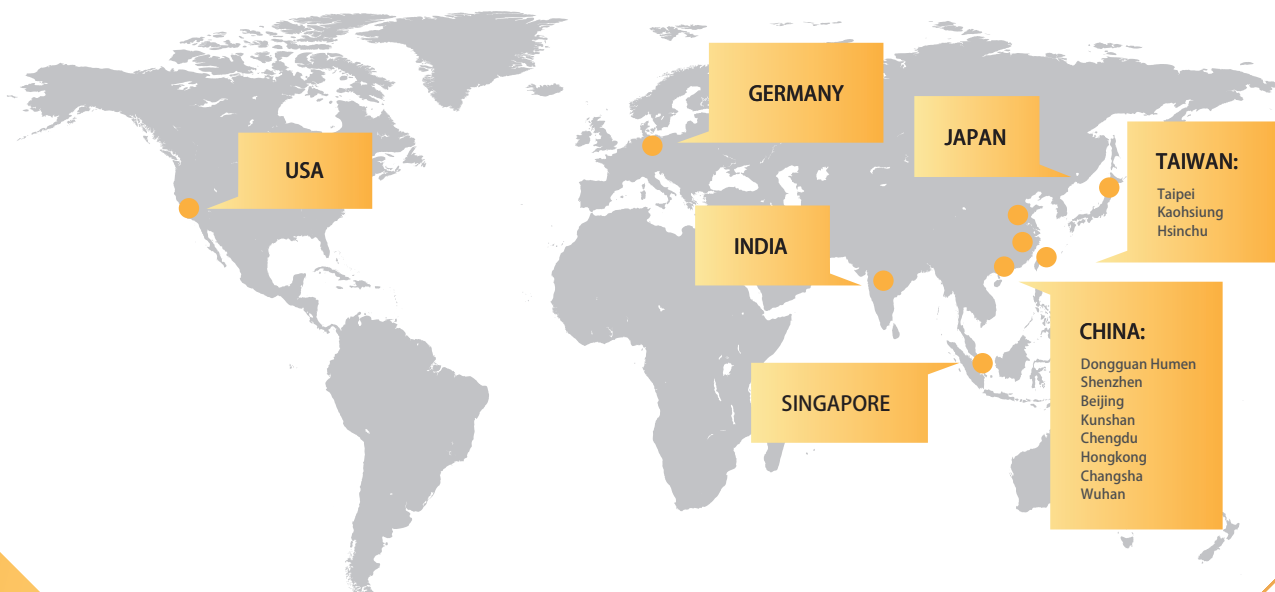 USA
GERMANY
JAPAN
INDIA
SINGAPORE
TAIWAN:
Taipei
Kaohsiung
Hsinchu
CHINA:
Dongguan Humen
Shenzhen
Beijing
Kunshan
Chengdu
Hongkong
Changsha
Wuhan